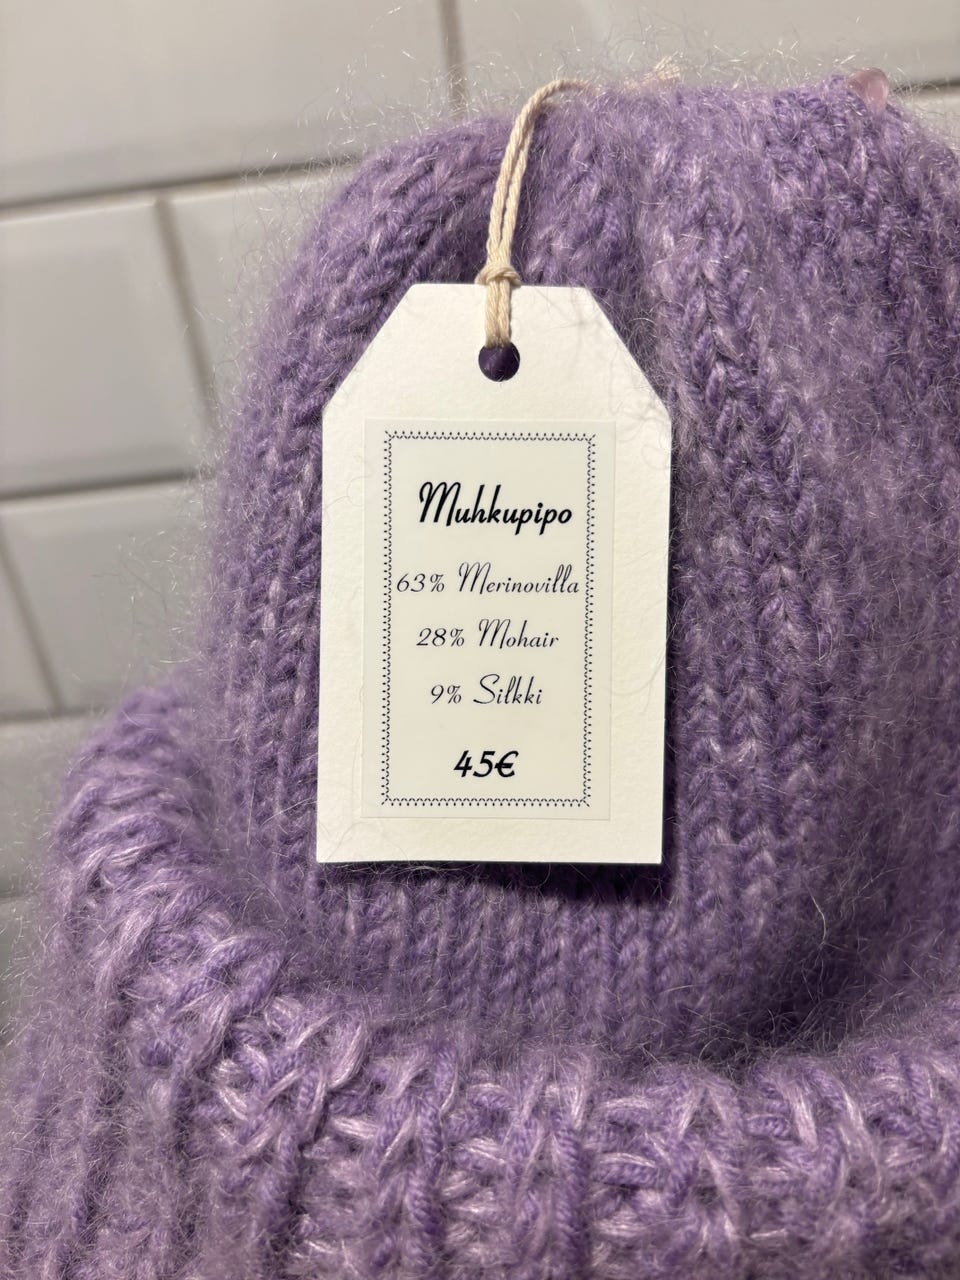 Muhkupipo
63% Merinovilla
28% Mohair
9% Silkki
45€